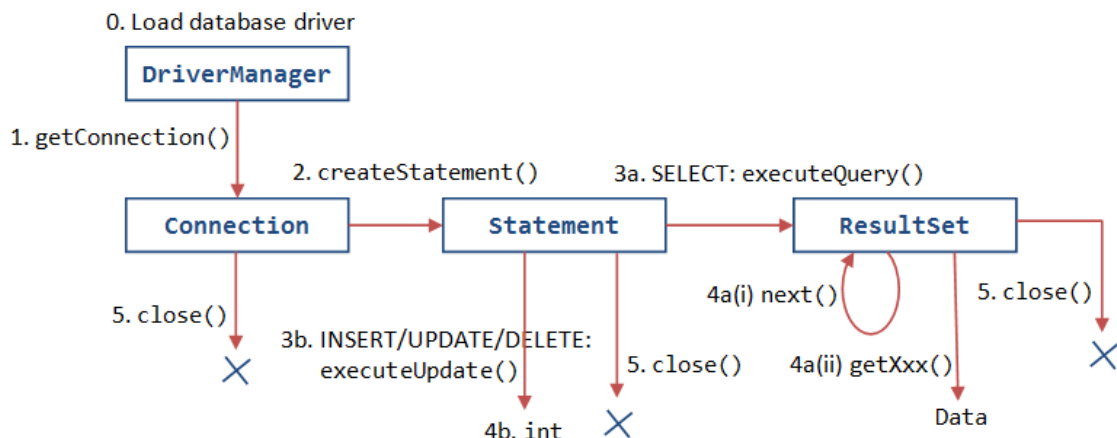 0. Load database driver
DriverManager
1. getConnection()
2. createStatement()
3a. SELECT: executeQuery()
Connection
Statement
ResultSet
4a(i) next()
5. close()
5. close()
3b. INSERT/UPDATE/DELETE:
executeUpdate()
5. close()
4a(ii) getXxx()
Data
4b. int